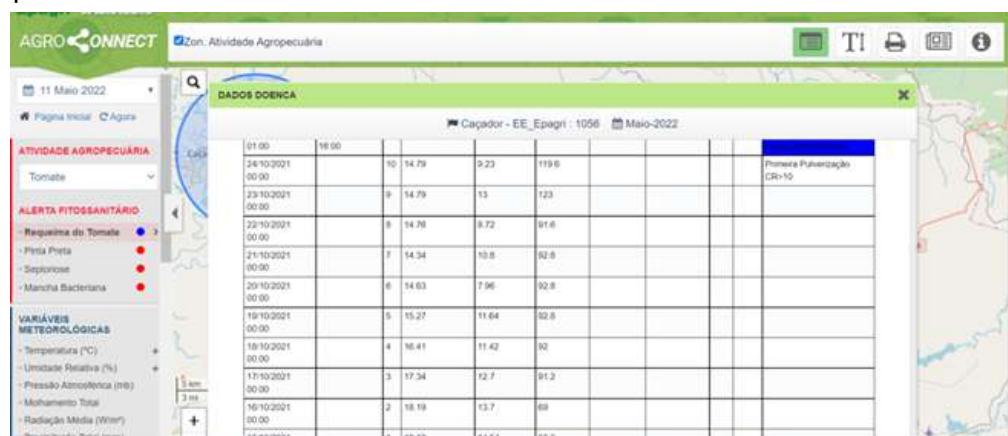 AGROCONNECT
Zon. Atividade Agropecuária
11 Maio 2022
Página Inicial Agora
ATIVIDADE AGROPECUÁRIA
Tomate
ALERTA FITOSSANITÁRIO
- Requeima do Tomate
- Pinta Preta
- Septoriose
- Mancha Bacteriana
VARIÁVEIS
METEOROLÓGICAS
- Temperatura (°C) +
- Umidade Relativa (%) +
- Pressão Atmosférica (mb)
- Molhamento Total
- Radiação Média (W/m²)
5 km
3 mi
+
DADOS DOENCA
Caçador - EE_Epagri : 1056 Maio-2022
01:00 16:00
24/10/2021 10 14.79 9.23 119.6 Primeira Pulverização
00:00 CR>10
23/10/2021 9 14.79 13 123
00:00
22/10/2021 8 14.76 9.72 91.6
00:00
21/10/2021 7 14.34 10.8 92.8
00:00
20/10/2021 6 14.63 7.96 92.8
00:00
19/10/2021 5 15.27 11.64 92.8
00:00
18/10/2021 4 16.41 11.42 92
00:00
17/10/2021 3 17.34 12.7 91.2
00:00
16/10/2021 2 18.19 13.7 69
00:00